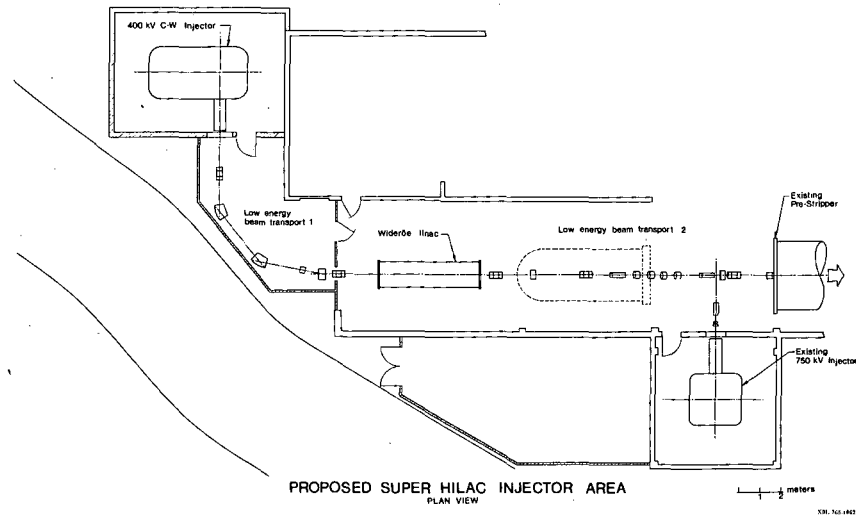 400 kV C-W Injector
Low energy
beam transport 1
Wideröe linac
Low energy beam transport 2
Existing
Pre-Stripper
Existing
750 kV Injector
PROPOSED SUPER HILAC INJECTOR AREA
PLAN VIEW
1 2 meters